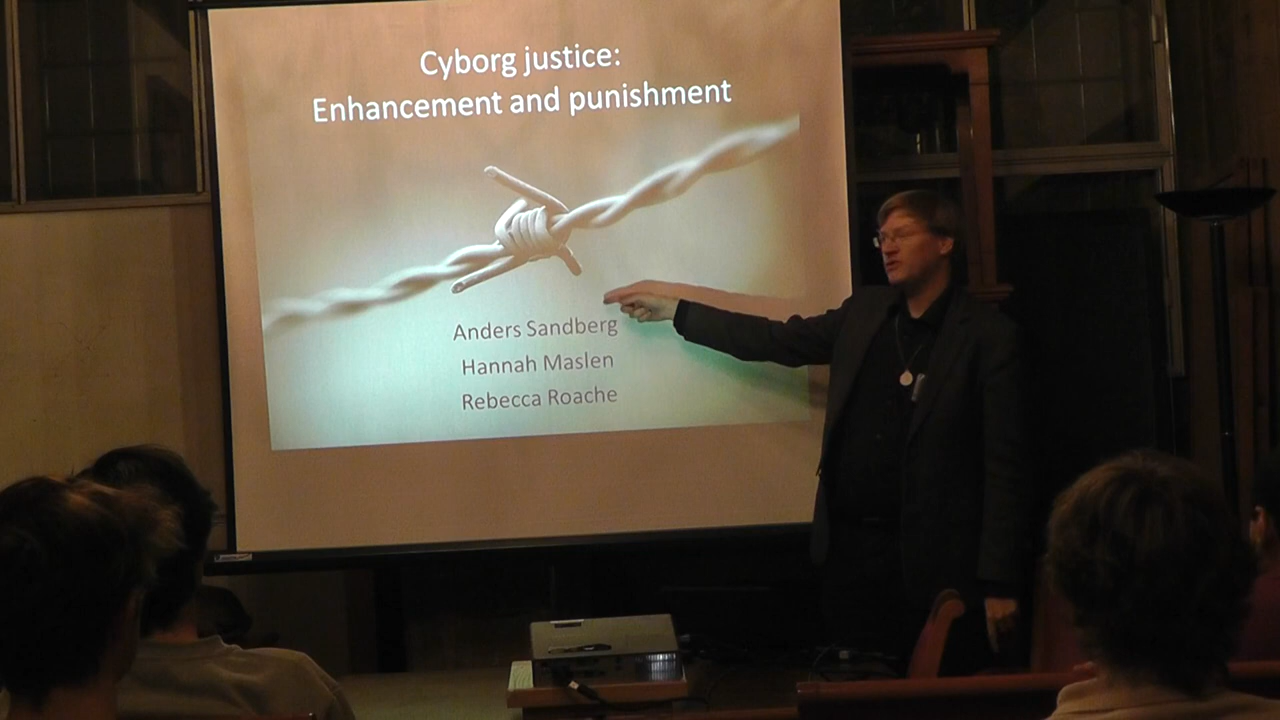 Cyborg justice:
Enhancement and punishment
Anders Sandberg
Hannah Maslen
Rebecca Roache